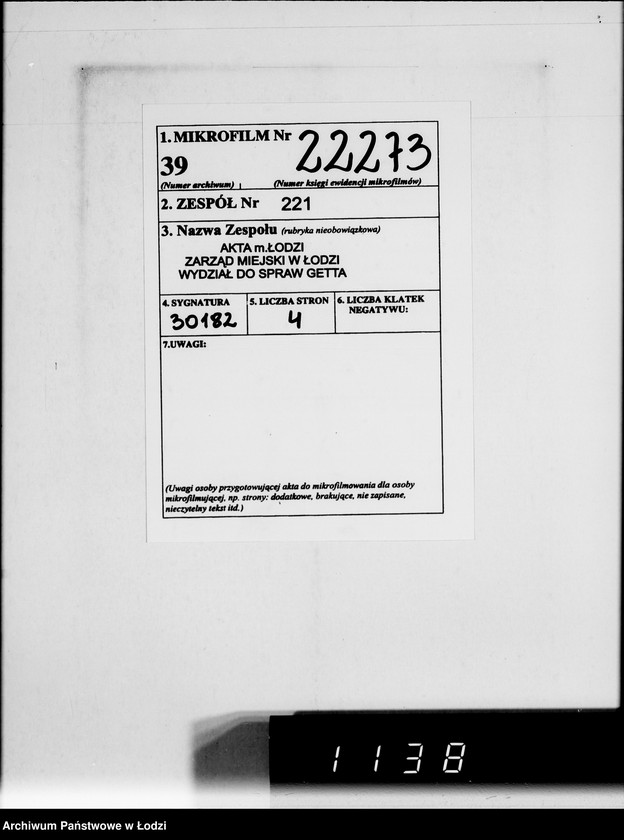 1. MIKROFILM Nr 22273
39
(Numer archiwum) (Numer księgi ewidencji mikrofilmów)
2. ZESPÓŁ Nr 221
3. Nazwa Zespołu (rubryka nieobowiązkowa)
AKTA m.ŁODZI
ZARZĄD MIEJSKI W ŁODZI
WYDZIAŁ DO SPRAW GETTA
4. SYGNATURA
30182
5. LICZBA STRON
4
6. LICZBA KLATEK
NEGATYWU:
7.UWAGI:
(Uwagi osoby przygotowującej akta do mikrofilmowania dla osoby
mikrofilmującej, np. strony: dodatkowe, brakujące, nie zapisane,
nieczytelny tekst itd.)
1138
Archiwum Państwowe w Łodzi